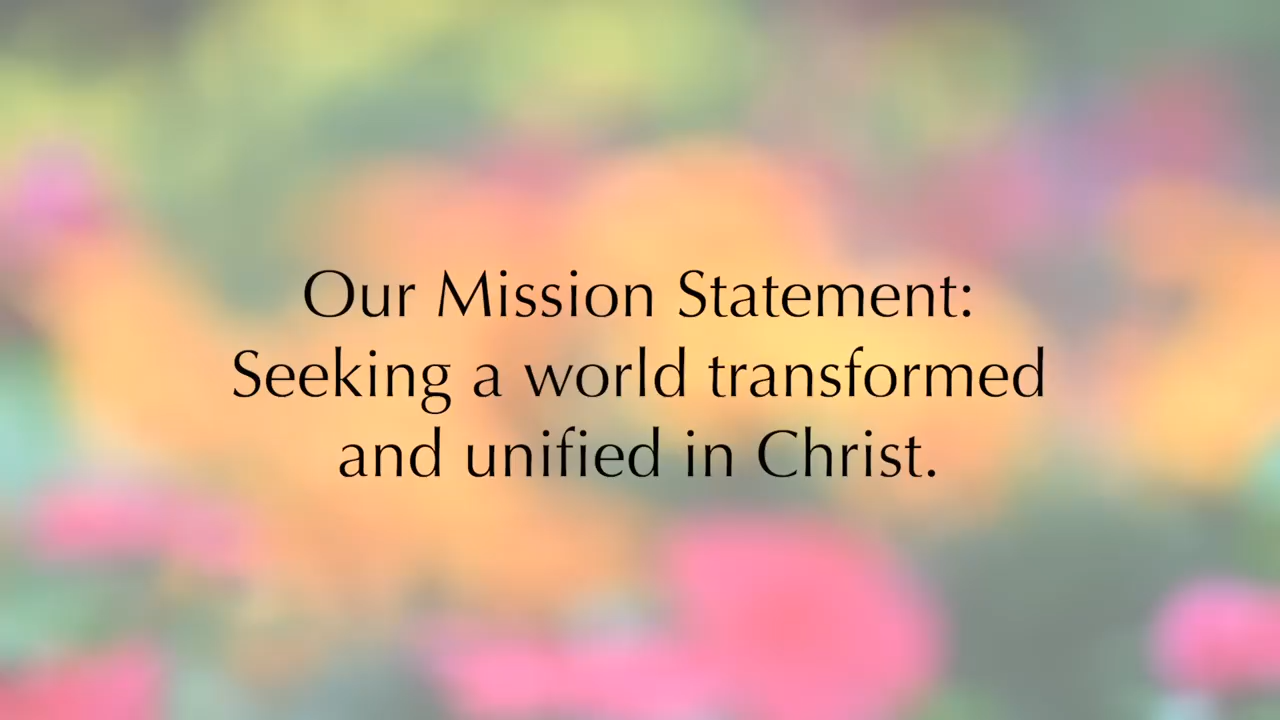 Our Mission Statement:
Seeking a world transformed
and unified in Christ.